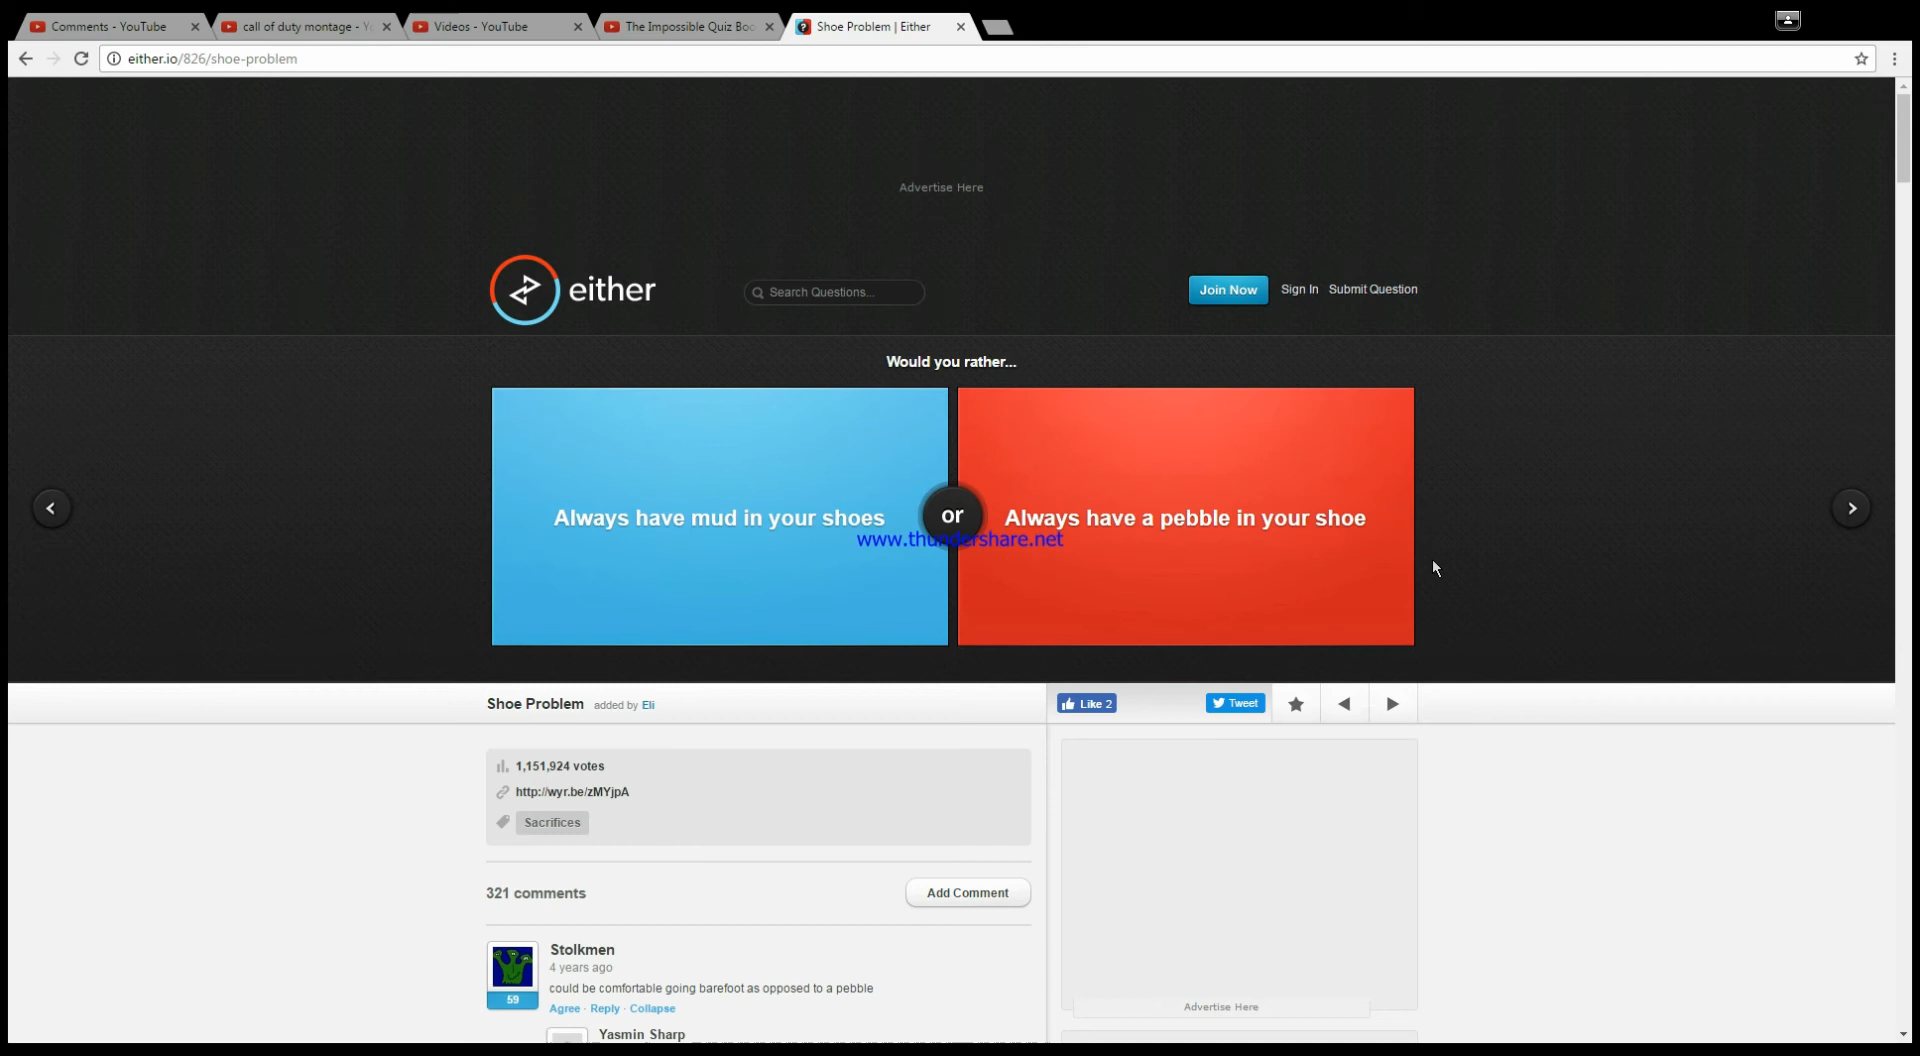 Comments - YouTube
call of duty montage - Yo
Videos - YouTube
The Impossible Quiz Boo
Shoe Problem | Either
either.io/826/shoe-problem
Advertise Here
either
Search Questions...
Join Now
Sign In
Submit Question
Would you rather...
Always have mud in your shoes
or
Always have a pebble in your shoe
www.thundershare.net
Shoe Problem added by Eli
Like 2
Tweet
1,151,924 votes
http://wyr.be/zMYjpA
Sacrifices
321 comments
Add Comment
Stolkmen
4 years ago
59
could be comfortable going barefoot as opposed to a pebble
Agree · Reply · Collapse
Advertise Here
Yasmin Sharp